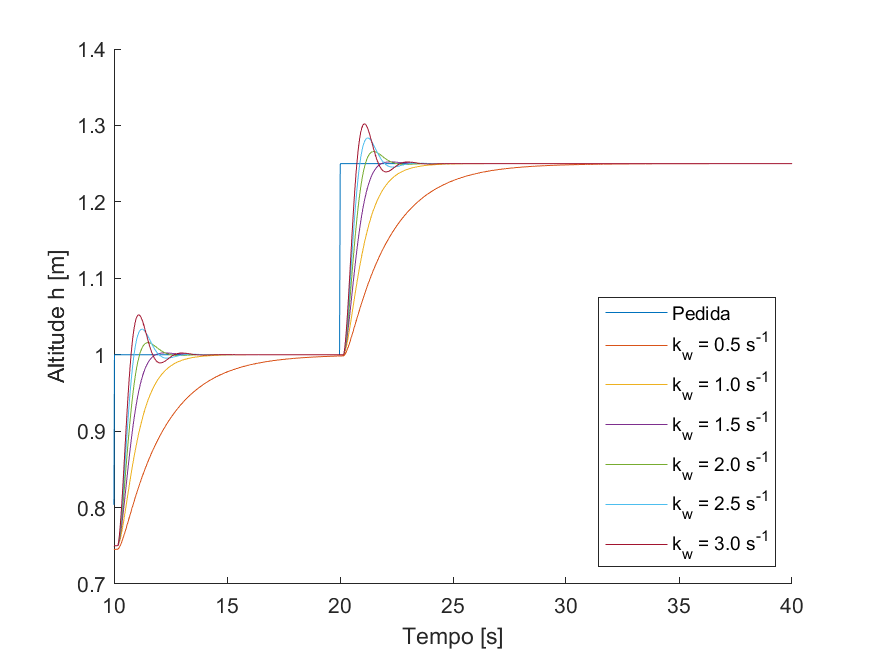 1.4
1.3
1.2
1.1
1
0.9
0.8
0.7
Altitude h [m]
10 15 20 25 30 35 40
Tempo [s]
Pedida
k_w = 0.5 s^-1
k_w = 1.0 s^-1
k_w = 1.5 s^-1
k_w = 2.0 s^-1
k_w = 2.5 s^-1
k_w = 3.0 s^-1